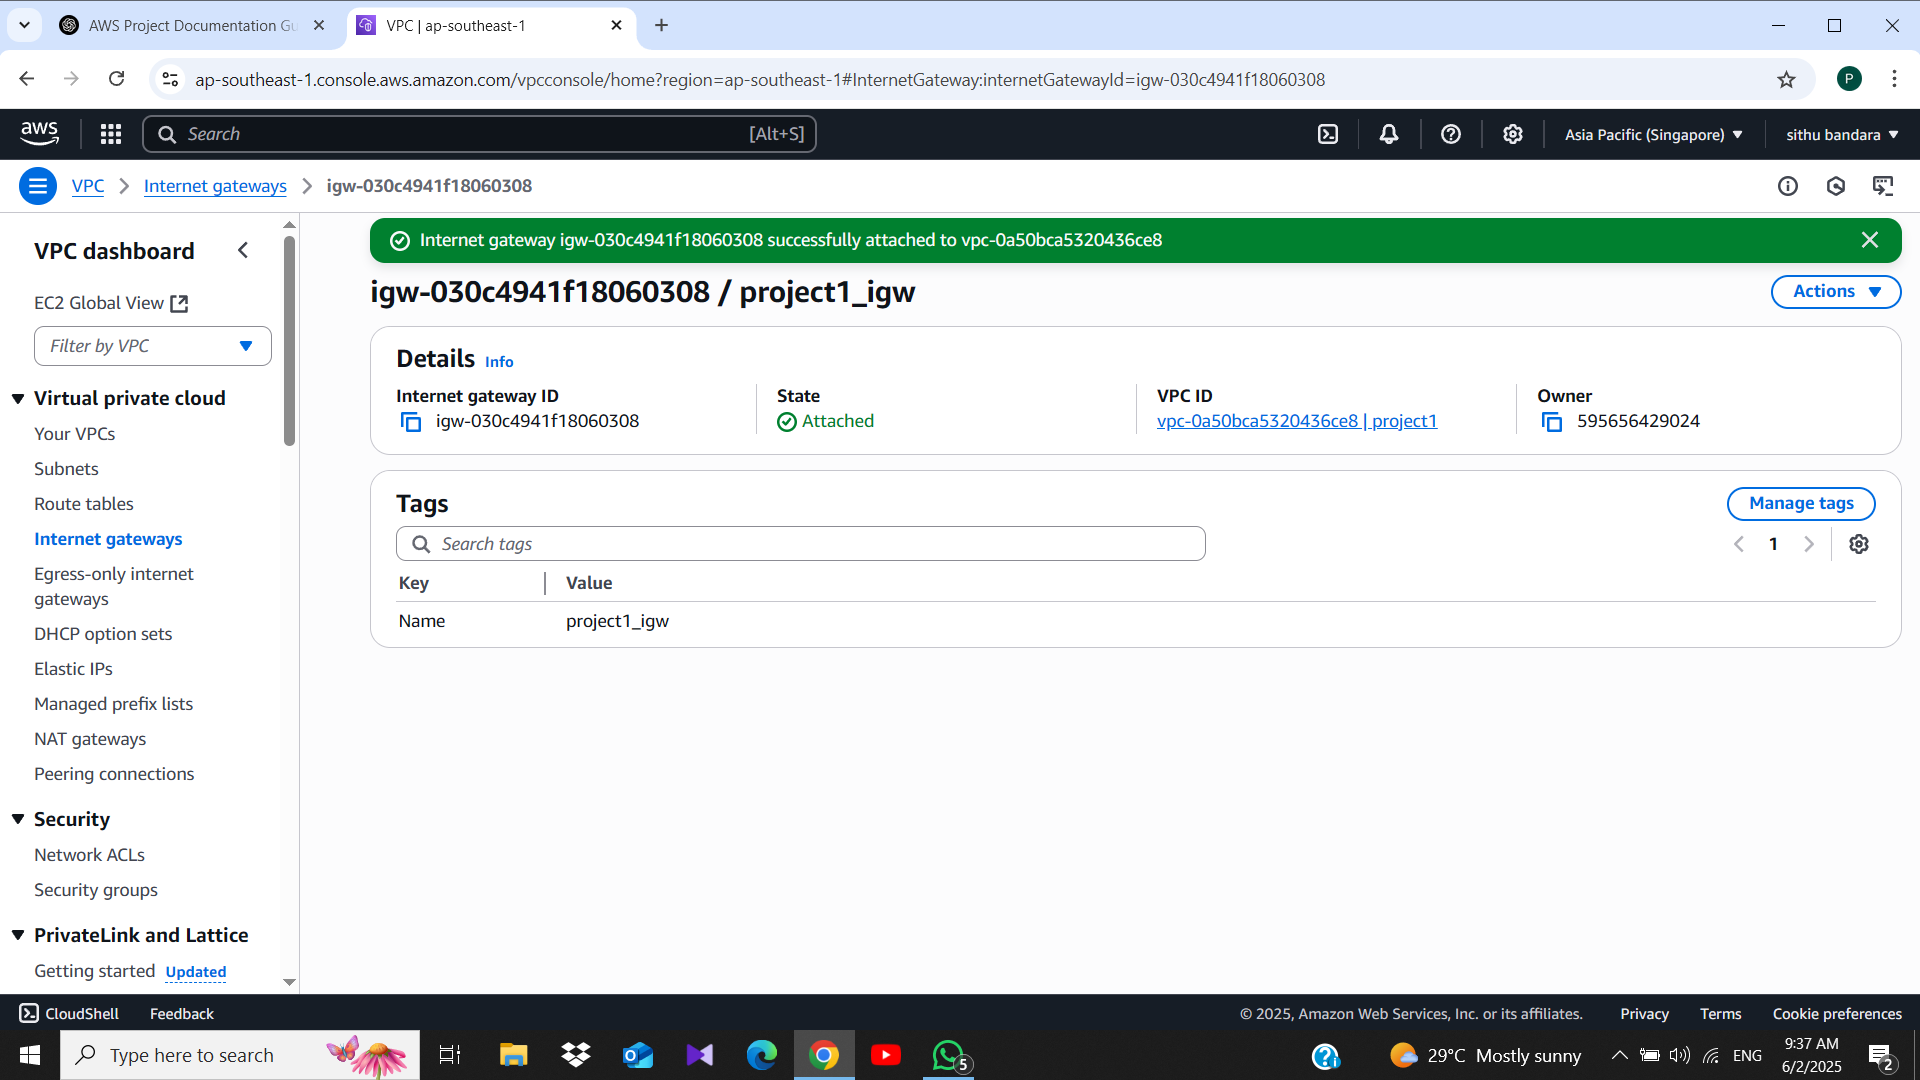 AWS Project Documentation Gu
VPC | ap-southeast-1
ap-southeast-1.console.aws.amazon.com/vpcconsole/home?region=ap-southeast-1#InternetGateway:internetGatewayId=igw-030c4941f18060308
P
aws
Search
[Alt+S]
Asia Pacific (Singapore)
sithu bandara
VPC
Internet gateways
igw-030c4941f18060308
VPC dashboard
EC2 Global View
Filter by VPC
Virtual private cloud
Your VPCs
Subnets
Route tables
Internet gateways
Egress-only internet
gateways
DHCP option sets
Elastic IPs
Managed prefix lists
NAT gateways
Peering connections
Security
Network ACLs
Security groups
PrivateLink and Lattice
Getting started Updated
Internet gateway igw-030c4941f18060308 successfully attached to vpc-0a50bca5320436ce8
igw-030c4941f18060308 / project1_igw
Actions
Details Info
Internet gateway ID
igw-030c4941f18060308
State
Attached
VPC ID
vpc-0a50bca5320436ce8 | project1
Owner
595656429024
Tags
Manage tags
Search tags
1
Key
Value
Name
project1_igw
CloudShell
Feedback
© 2025, Amazon Web Services, Inc. or its affiliates.
Privacy
Terms
Cookie preferences
Type here to search
5
29°C Mostly sunny
ENG
9:37 AM
6/2/2025
2